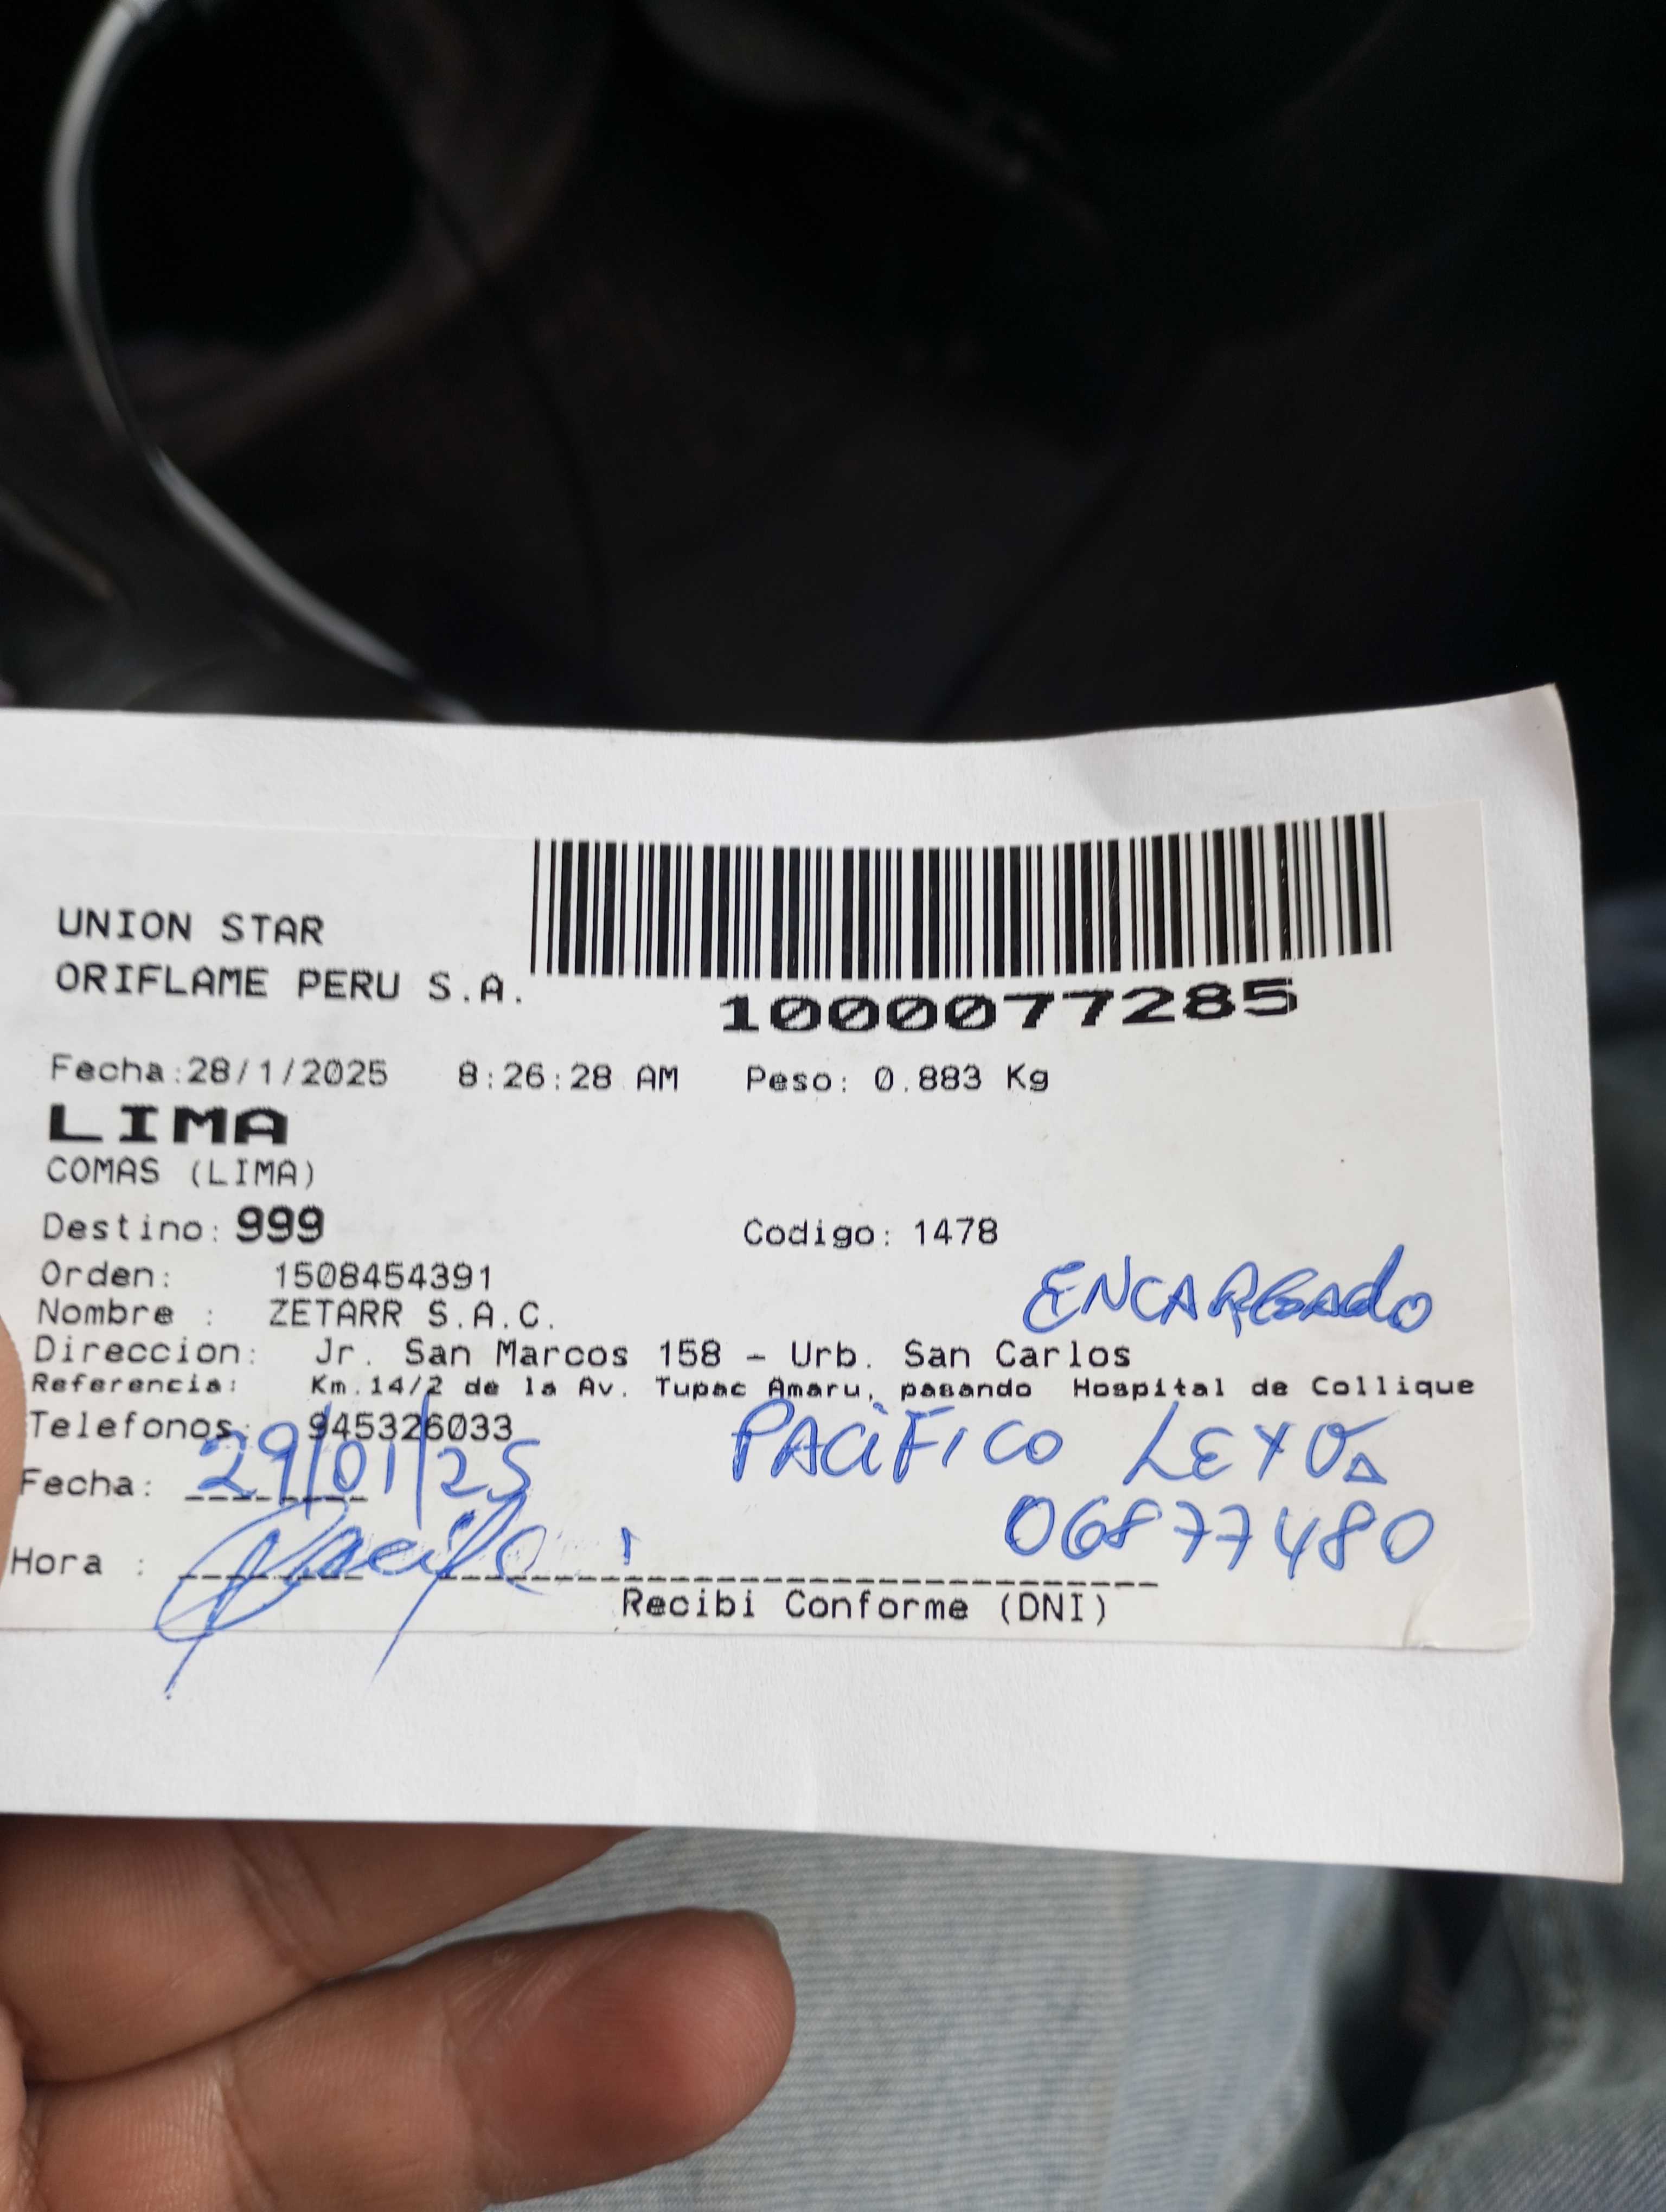 UNION STAR
ORIFLAME PERU S.A.
1000077285
Fecha:28/1/2025 8:26:28 AM Peso: 0.883 Kg
LIMA
COMAS (LIMA)
Destino: 999 Codigo: 1478
Orden: 1508454391
ENCARGADO
Nombre : ZETARR S.A.C.
Direccion: Jr. San Marcos 158 - Urb. San Carlos
Referencia: Km.14/2 de la Av. Tupac Amaru, pasando Hospital de Collique
Telefonos: 945326033
PACIFICO LEYVA
Fecha: 29/01/25
06877480
Hora :
Recibi Conforme (DNI)